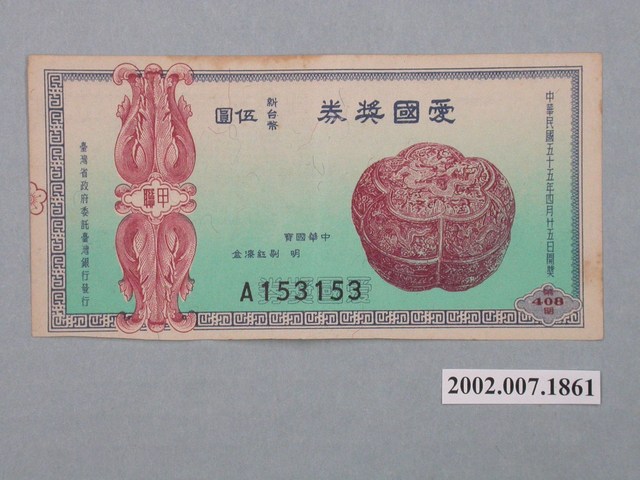 中華民國五十五年四月廿五日開獎
愛國獎券
新台幣
伍圓
甲聯
臺灣省政府委託臺灣銀行發行
中華國寶
明 剔紅漆盒
A153153
第
408
期
2002.007.1861